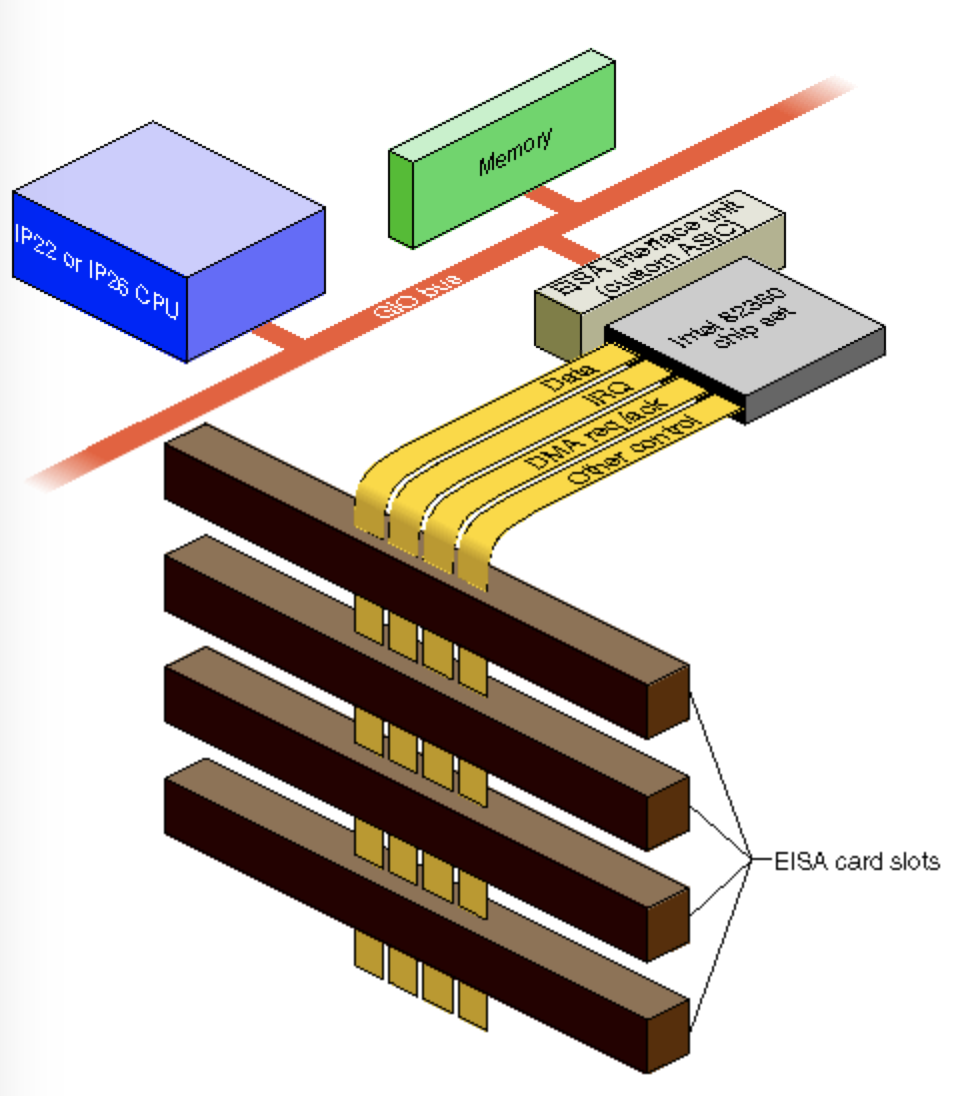 Memory
IP22 or IP26 CPU
GIO bus
EISA interface unit
(custom ASIC)
Intel 82350
chip set
Data
IRQ
DMA req/ack
Other control
EISA card slots